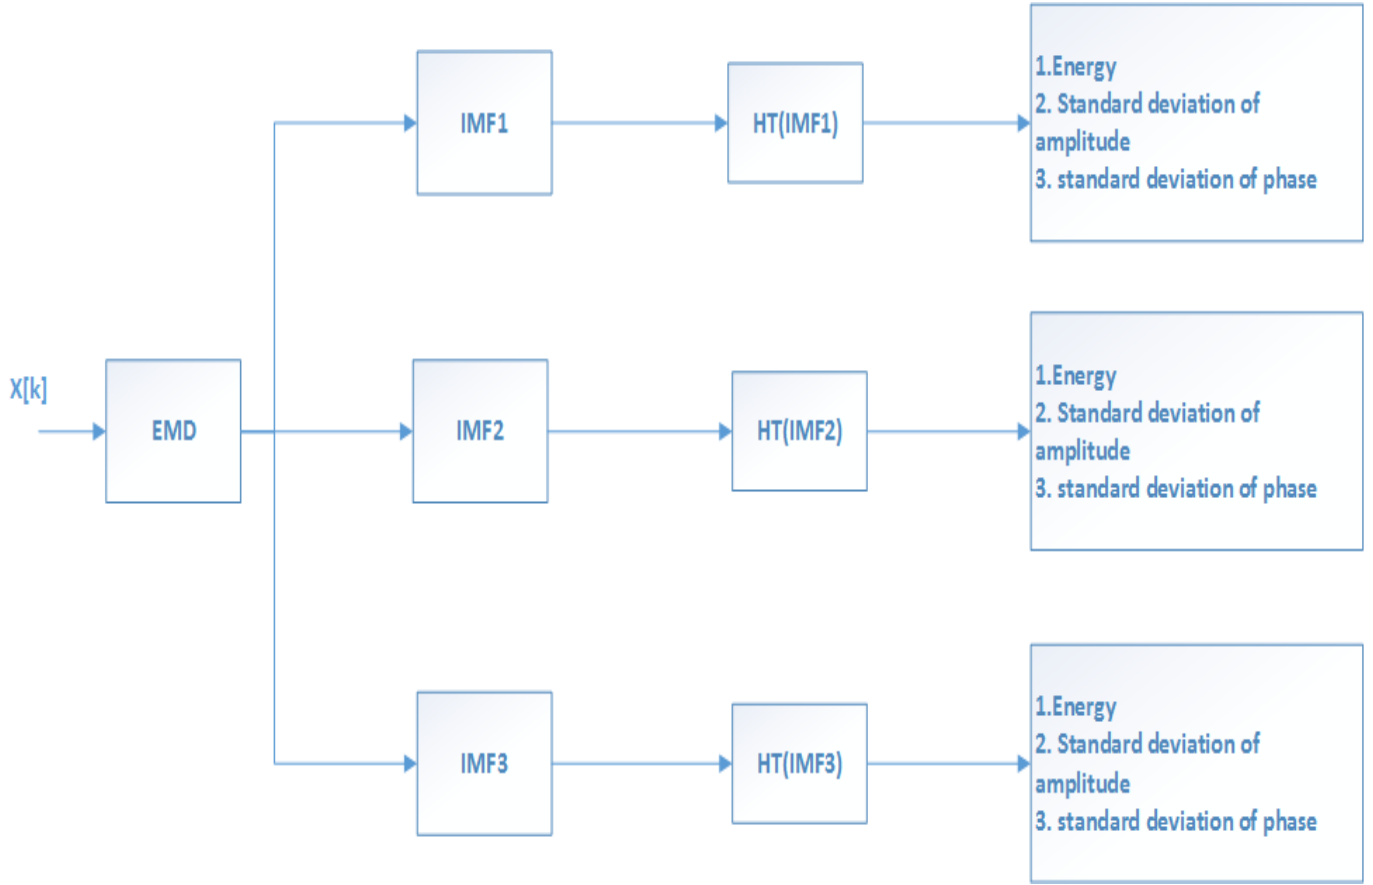 IMF1
HT(IMF1)
1.Energy
2. Standard deviation of
amplitude
3. standard deviation of phase
X[k]
EMD
IMF2
HT(IMF2)
1.Energy
2. Standard deviation of
amplitude
3. standard deviation of phase
IMF3
HT(IMF3)
1.Energy
2. Standard deviation of
amplitude
3. standard deviation of phase